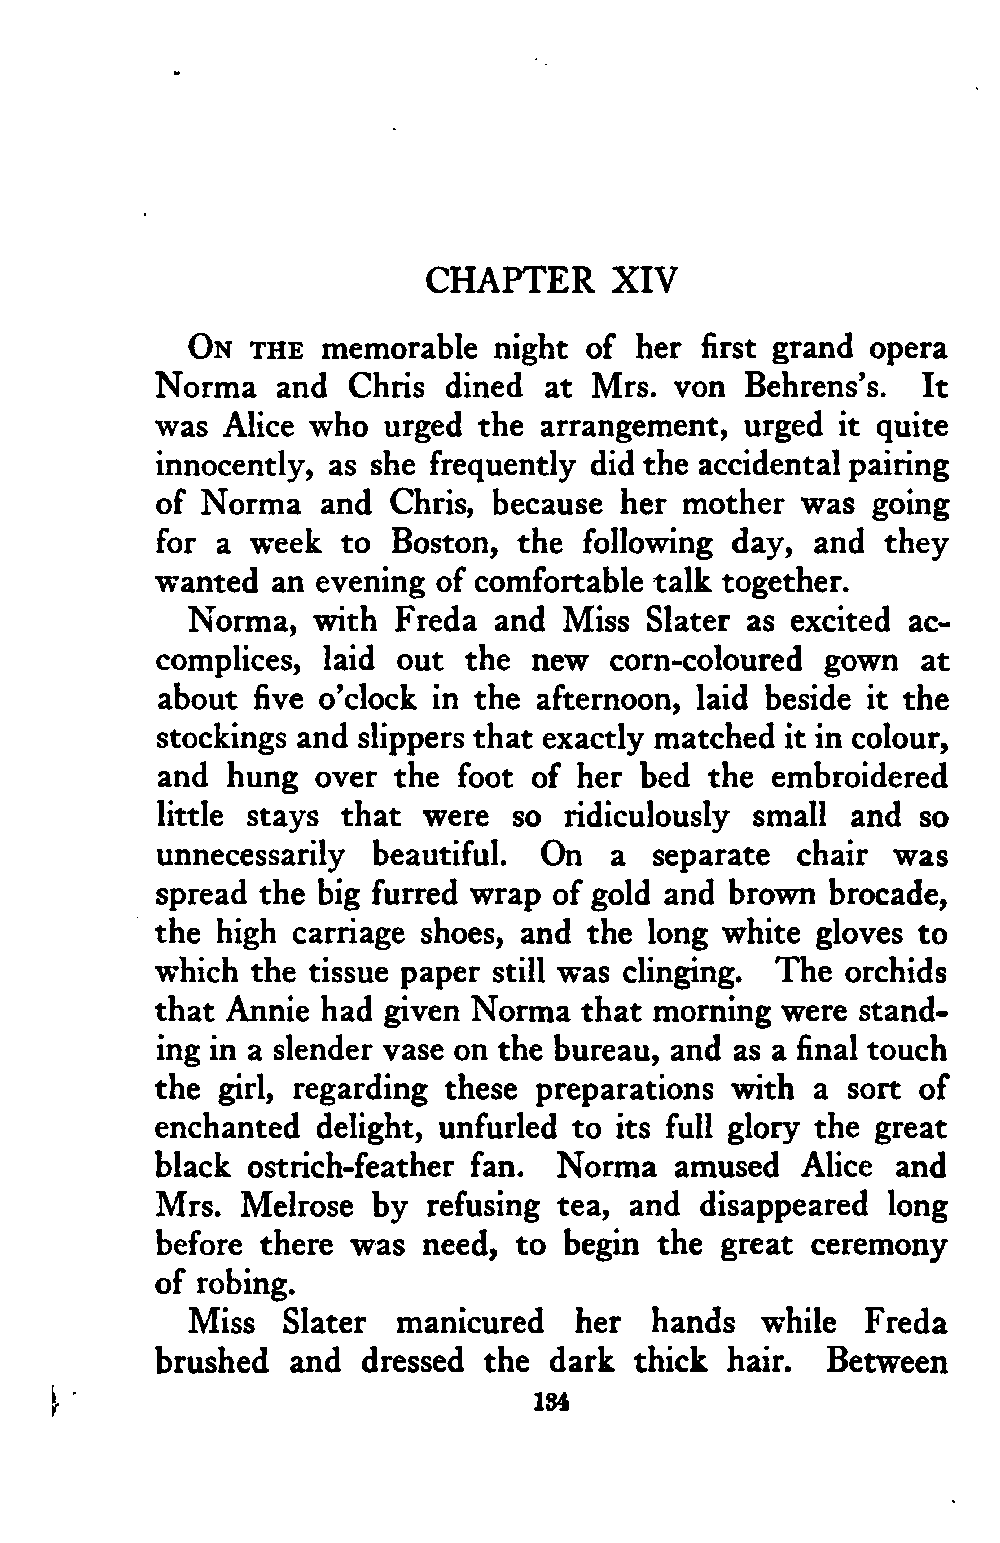 CHAPTER XIV
ON THE memorable night of her first grand opera
Norma and Chris dined at Mrs. von Behrens's. It
was Alice who urged the arrangement, urged it quite
innocently, as she frequently did the accidental pairing
of Norma and Chris, because her mother was going
for a week to Boston, the following day, and they
wanted an evening of comfortable talk together.
Norma, with Freda and Miss Slater as excited ac-
complices, laid out the new corn-coloured gown at
about five o'clock in the afternoon, laid beside it the
stockings and slippers that exactly matched it in colour,
and hung over the foot of her bed the embroidered
little stays that were so ridiculously small and so
unnecessarily beautiful. On a separate chair was
spread the big furred wrap of gold and brown brocade,
the high carriage shoes, and the long white gloves to
which the tissue paper still was clinging. The orchids
that Annie had given Norma that morning were stand-
ing in a slender vase on the bureau, and as a final touch
the girl, regarding these preparations with a sort of
enchanted delight, unfurled to its full glory the great
black ostrich-feather fan. Norma amused Alice and
Mrs. Melrose by refusing tea, and disappeared long
before there was need, to begin the great ceremony
of robing.
Miss Slater manicured her hands while Freda
brushed and dressed the dark thick hair. Between
134